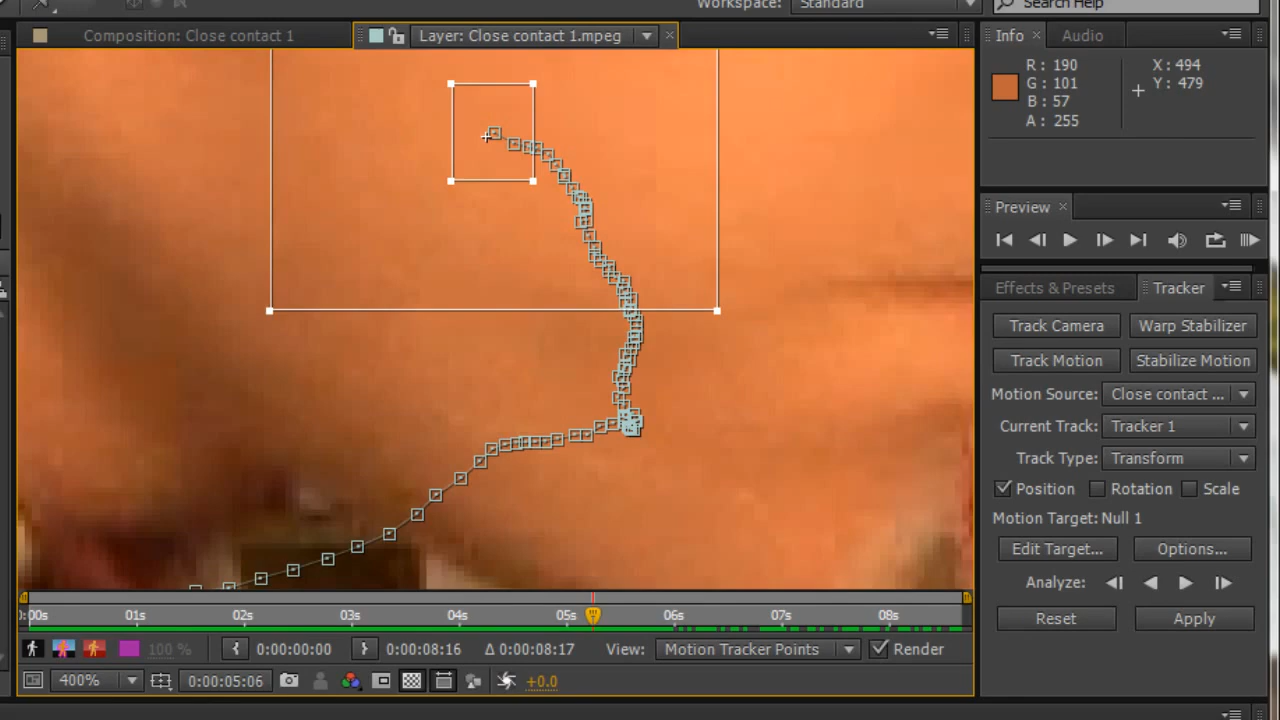 Workspace: Standard
Search Help
Composition: Close contact 1
Layer: Close contact 1.mpeg
Info
Audio
R : 190
G : 101
B : 57
A : 255
X : 494
Y : 479
Preview
Effects & Presets
Tracker
Track Camera
Warp Stabilizer
Track Motion
Stabilize Motion
Motion Source: Close contact ...
Current Track: Tracker 1
Track Type: Transform
Position
Rotation
Scale
Motion Target: Null 1
Edit Target...
Options...
Analyze:
Reset
Apply
0:00s 01s 02s 03s 04s 05s 06s 07s 08s
100 % 0:00:00:00 0:00:08:16 Δ 0:00:08:17 View: Motion Tracker Points Render
400% 0:00:05:06 +0.0